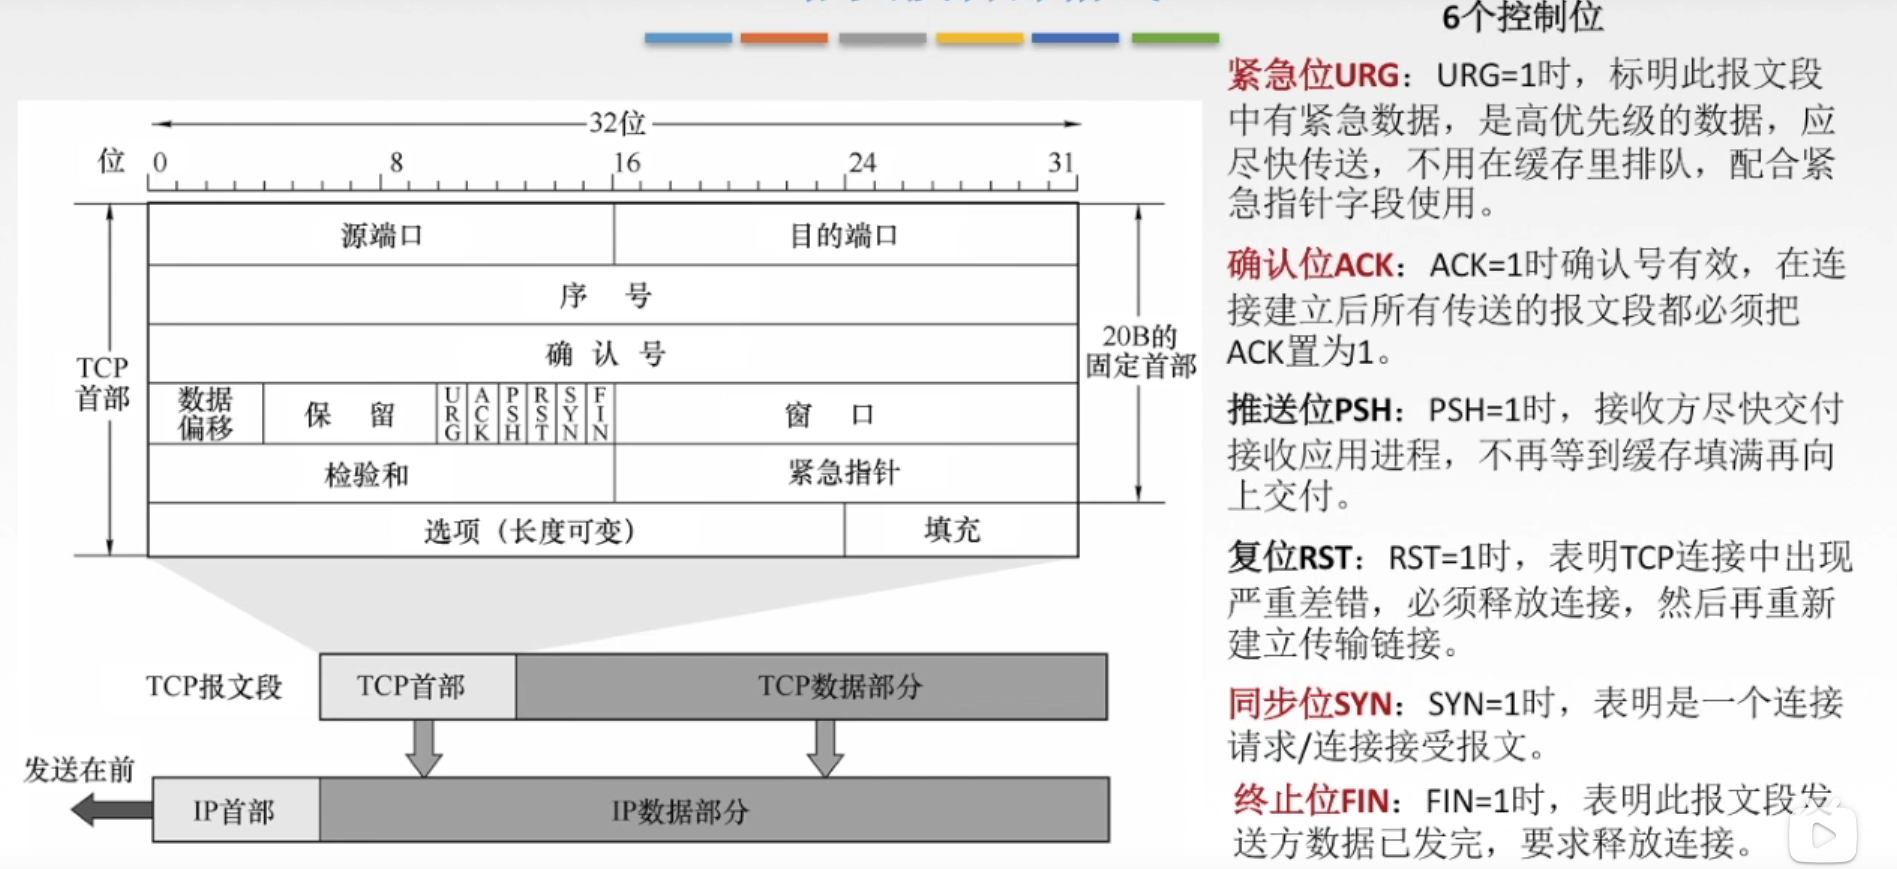 6个控制位
紧急位URG：URG=1时，标明此报文段
中有紧急数据，是高优先级的数据，应
尽快传送，不用在缓存里排队，配合紧
急指针字段使用。
确认位ACK：ACK=1时确认号有效，在连
接建立后所有传送的报文段都必须把
ACK置为1。
推送位PSH：PSH=1时，接收方尽快交付
接收应用进程，不再等到缓存填满再向
上交付。
复位RST：RST=1时，表明TCP连接中出现
严重差错，必须释放连接，然后再重新
建立传输链接。
同步位SYN：SYN=1时，表明是一个连接
请求/连接接受报文。
终止位FIN：FIN=1时，表明此报文段发
送方数据已发完，要求释放连接。
32位
位 0 8 16 24 31
源端口 目的端口
序 号
确 认 号
TCP
首部
20B的
固定首部
数据
偏移
保 留
URG ACK PSH RST SYN FIN
窗 口
检验和 紧急指针
选项（长度可变） 填充
TCP报文段 TCP首部 TCP数据部分
发送在前
IP首部 IP数据部分